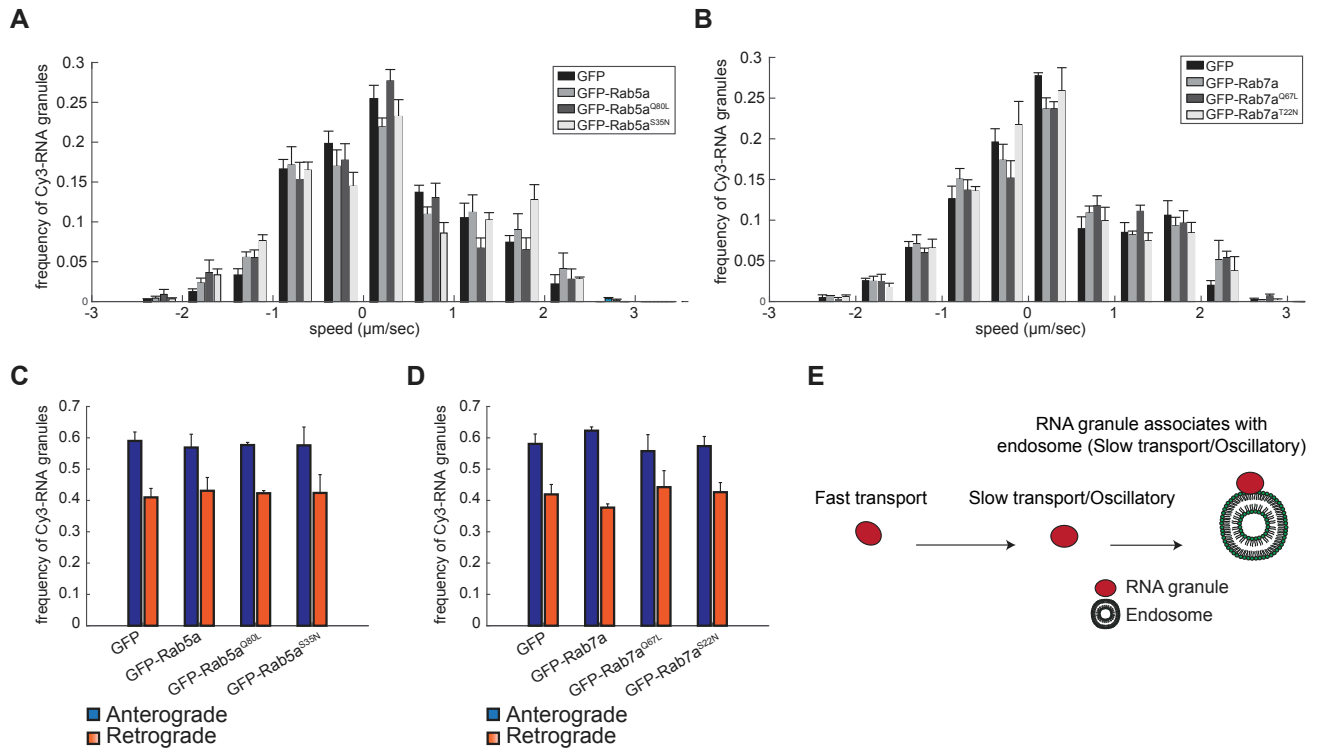 A
frequency of Cy3-RNA granules
0.3
0.25
0.2
0.15
0.1
0.05
0
-3
-2
-1
0
1
2
3
speed (µm/sec)
GFP
GFP-Rab5a
GFP-Rab5aQ80L
GFP-Rab5aS35N
B
frequency of Cy3-RNA granules
0.3
0.25
0.2
0.15
0.1
0.05
0
-3
-2
-1
0
1
2
3
speed (µm/sec)
GFP
GFP-Rab7a
GFP-Rab7aQ67L
GFP-Rab7aT22N
C
frequency of Cy3-RNA granules
0.7
0.6
0.5
0.4
0.3
0.2
0.1
0
GFP
GFP-Rab5a
GFP-Rab5aQ80L
GFP-Rab5aS35N
Anterograde
Retrograde
D
frequency of Cy3-RNA granules
0.7
0.6
0.5
0.4
0.3
0.2
0.1
0
GFP
GFP-Rab7a
GFP-Rab7aQ67L
GFP-Rab7aS22N
Anterograde
Retrograde
E
RNA granule associates with
endosome (Slow transport/Oscillatory)
Fast transport
Slow transport/Oscillatory
RNA granule
Endosome